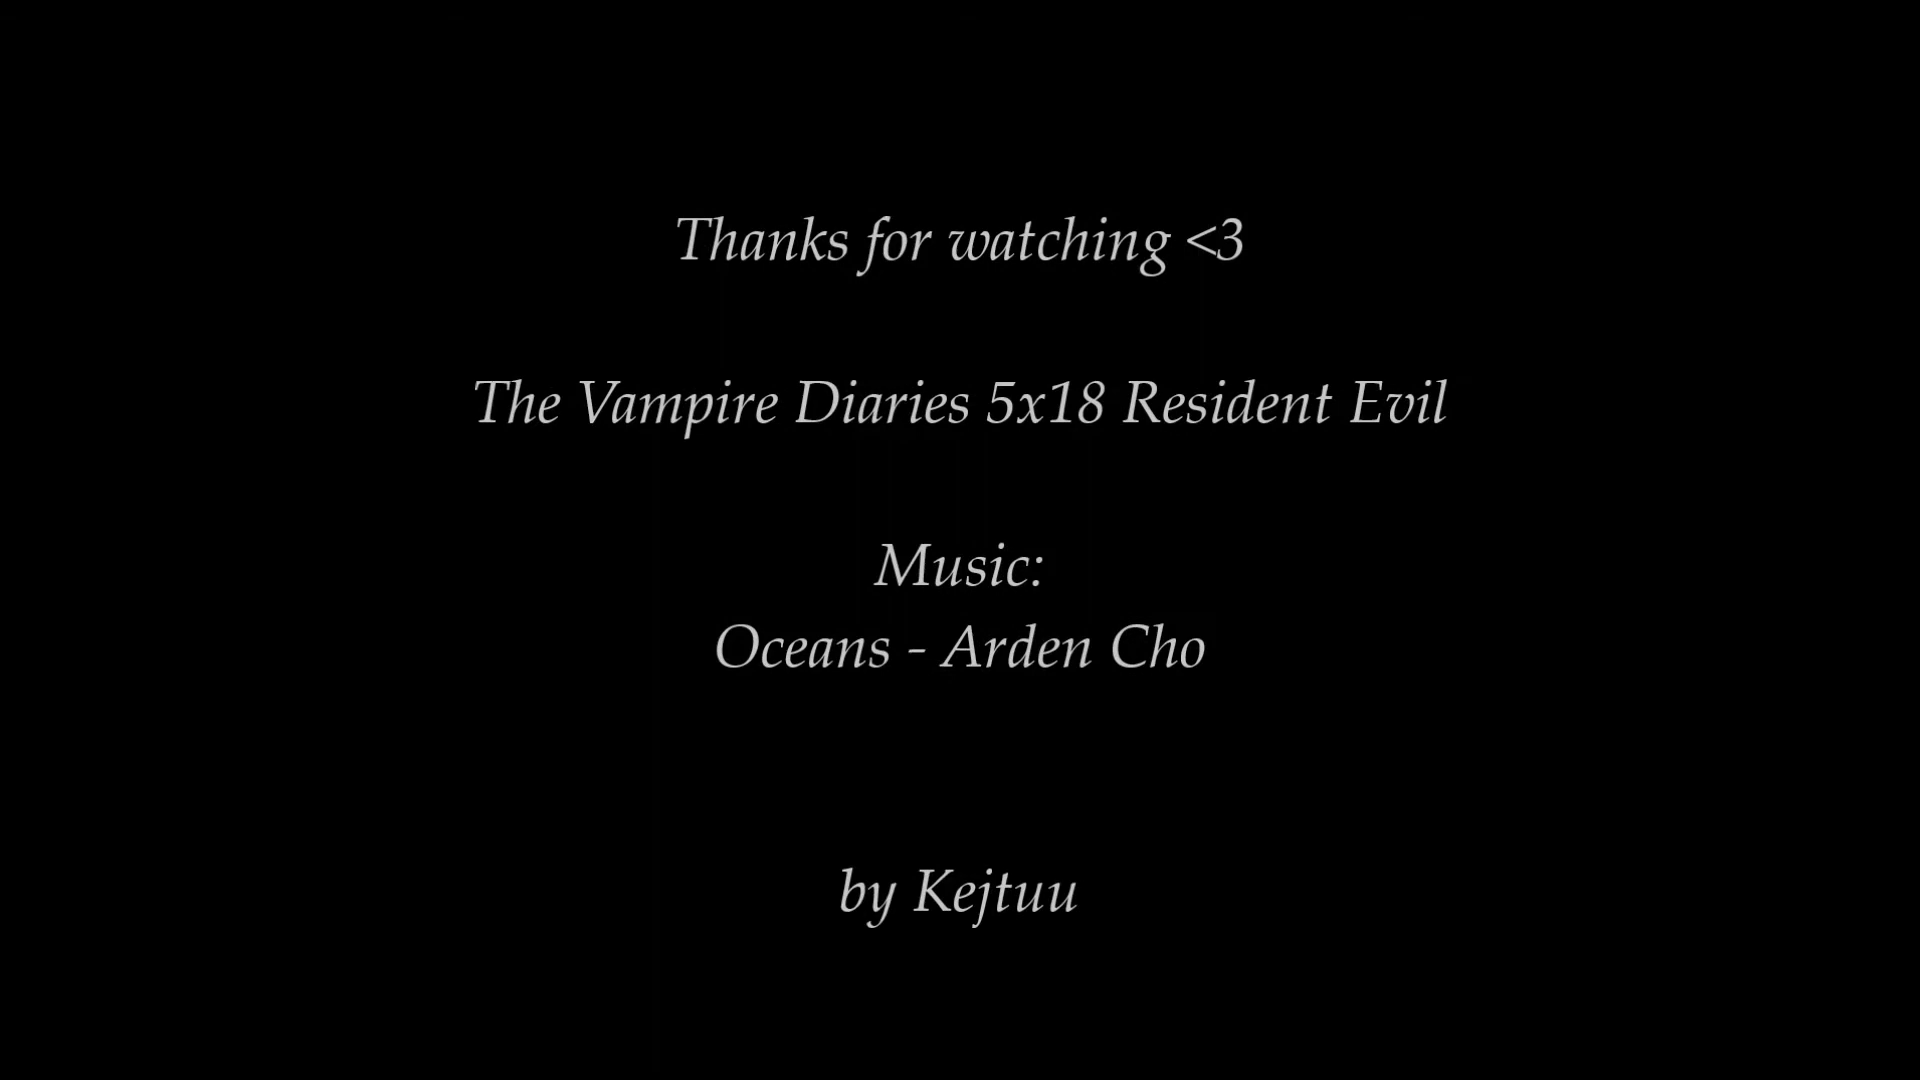 Thanks for watching <3
The Vampire Diaries 5x18 Resident Evil
Music:
Oceans - Arden Cho
by Kejtuu